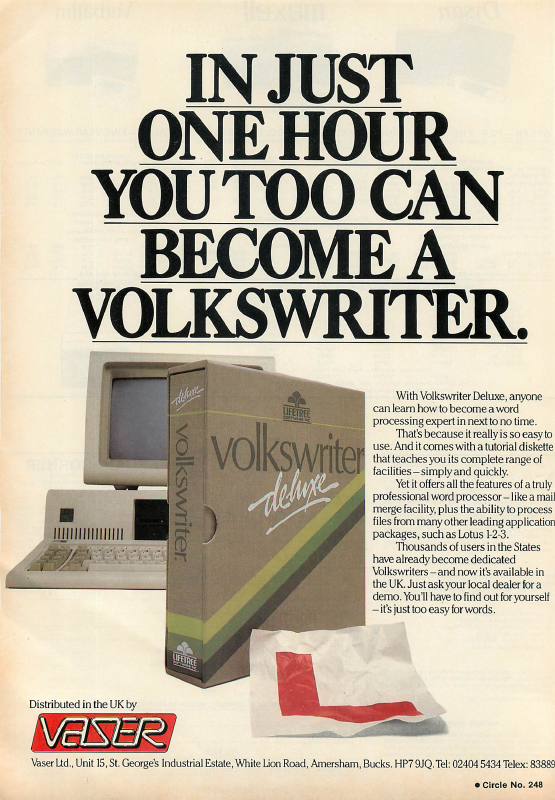 IN JUST
ONE HOUR
YOU TOO CAN
BECOME A
VOLKSWRITER.
With Volkswriter Deluxe, anyone
can learn how to become a word
processing expert in next to no time.
That's because it really is so easy to
use. And it comes with a tutorial diskette
that teaches you its complete range of
facilities – simply and quickly.
Yet it offers all the features of a truly
professional word processor – like a mail
merge facility, plus the ability to process
files from many other leading application
packages, such as Lotus 1-2-3.
Thousands of users in the States
have already become dedicated
Volkswriters – and now it's available in
the UK. Just ask your local dealer for a
demo. You'll have to find out for yourself
– it's just too easy for words.
deluxe
volkswriter.
LIFETREE
LIFETREE
volkswriter
deluxe
L
Distributed in the UK by
VASER
Vaser Ltd., Unit 15, St. George's Industrial Estate, White Lion Road, Amersham, Bucks. HP7 9JQ. Tel: 02404 5434 Telex: 83889
● Circle No. 248